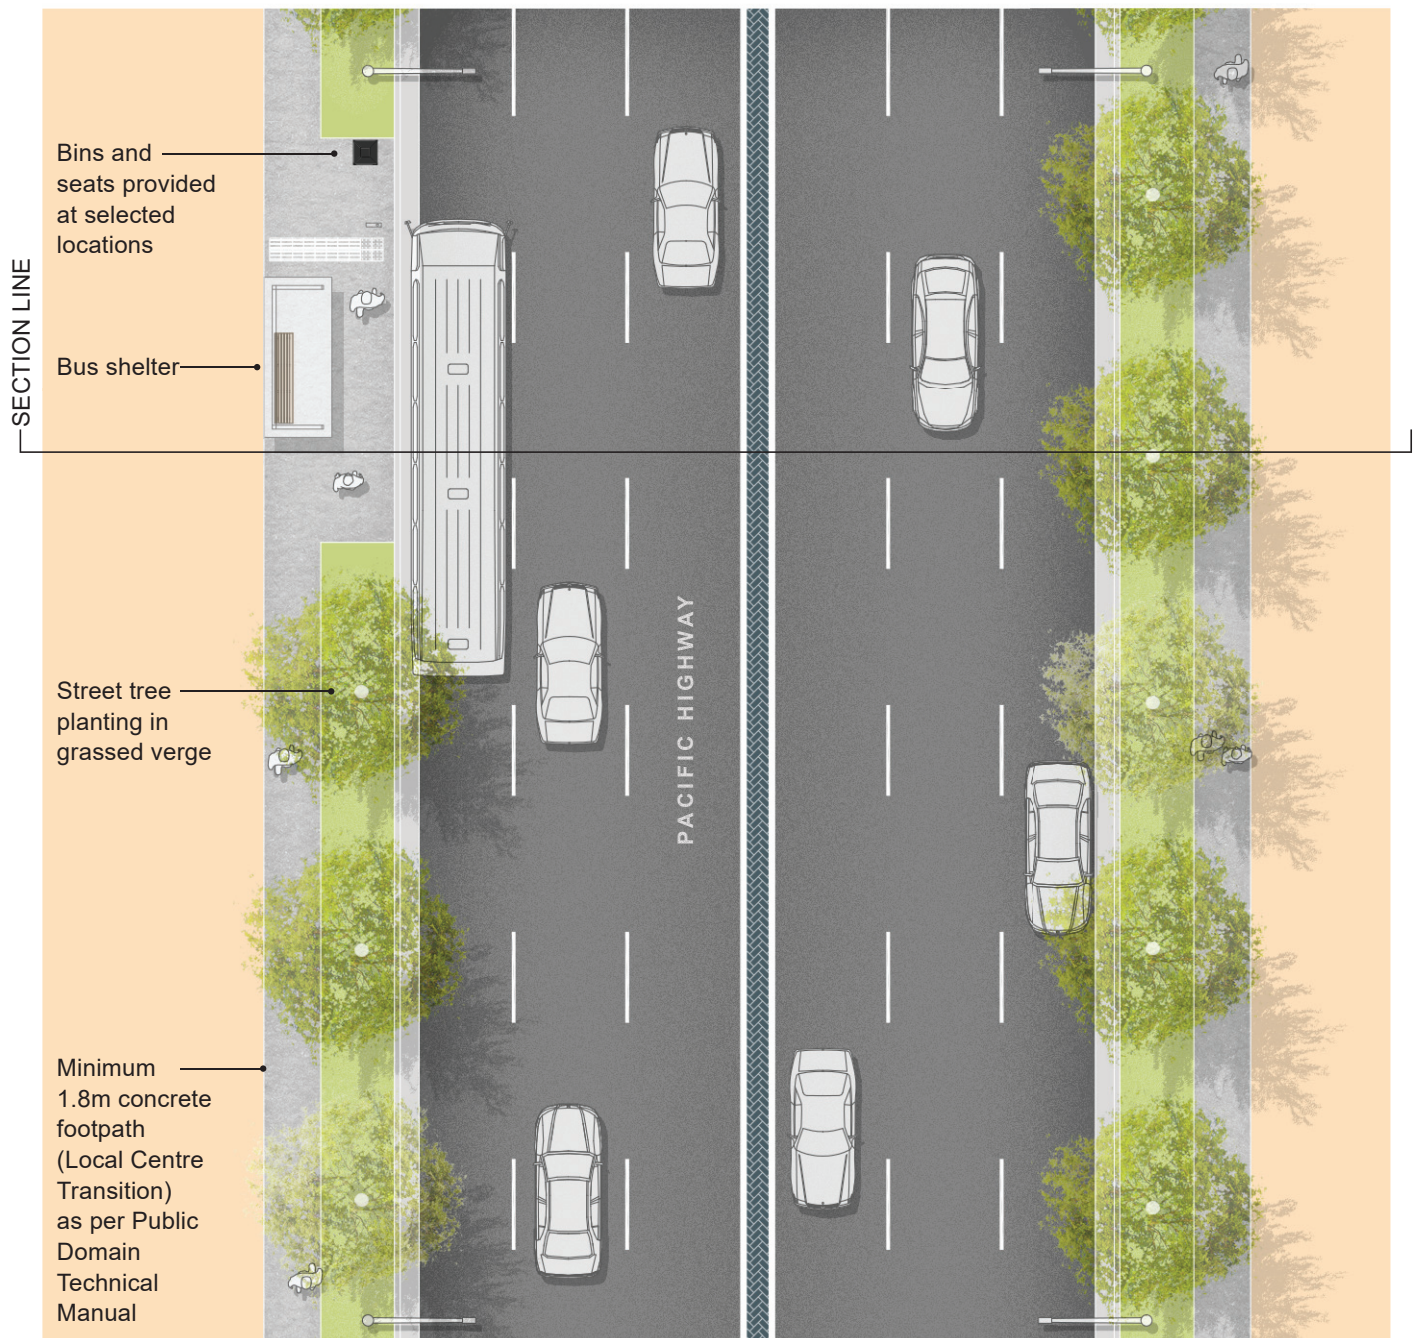 Bins and
seats provided
at selected
locations
SECTION LINE
Bus shelter
PACIFIC HIGHWAY
Street tree
planting in
grassed verge
Minimum
1.8m concrete
footpath
(Local Centre
Transition)
as per Public
Domain
Technical
Manual